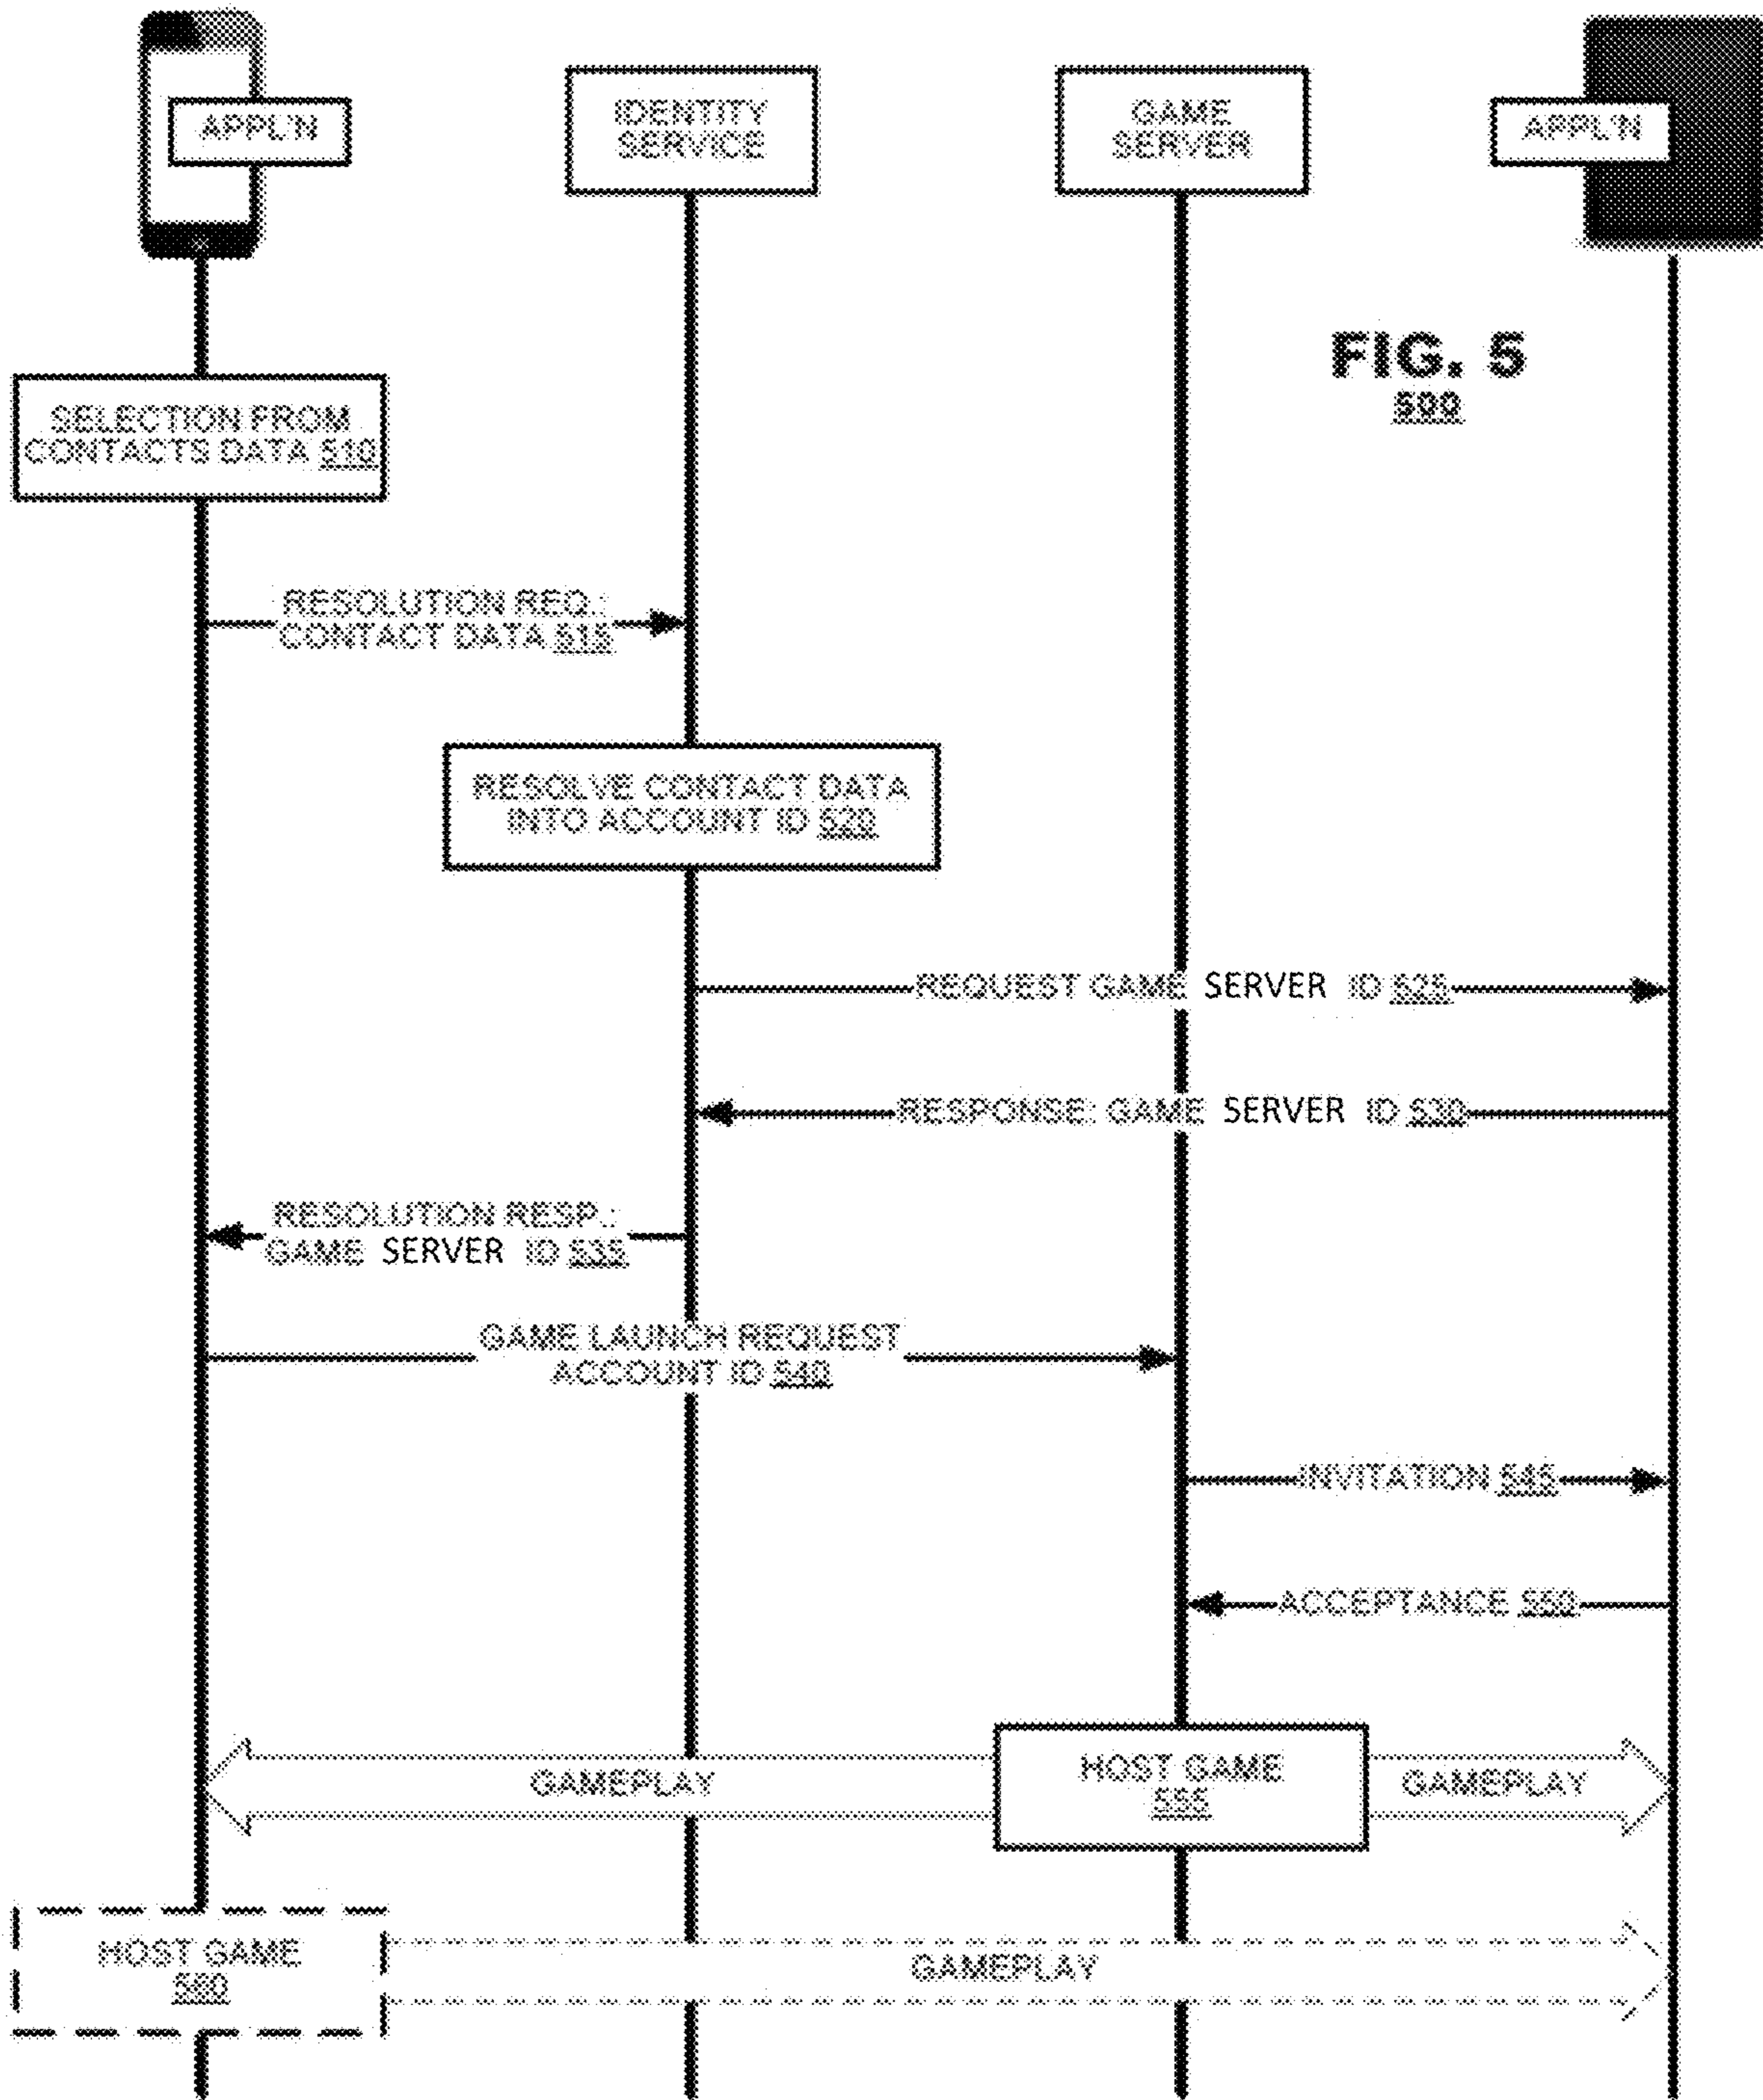 APPL'N
IDENTITY
SERVICE
GAME
SERVER
APPL'N
FIG. 5
500
SELECTION FROM
CONTACTS DATA 510
RESOLUTION REQ.:
CONTACT DATA 515
RESOLVE CONTACT DATA
INTO ACCOUNT ID 520
REQUEST GAME SERVER ID 525
RESPONSE: GAME SERVER ID 530
RESOLUTION RESP.:
GAME SERVER ID 535
GAME LAUNCH REQUEST
ACCOUNT ID 540
INVITATION 545
ACCEPTANCE 550
GAMEPLAY
HOST GAME
555
GAMEPLAY
HOST GAME
560
GAMEPLAY